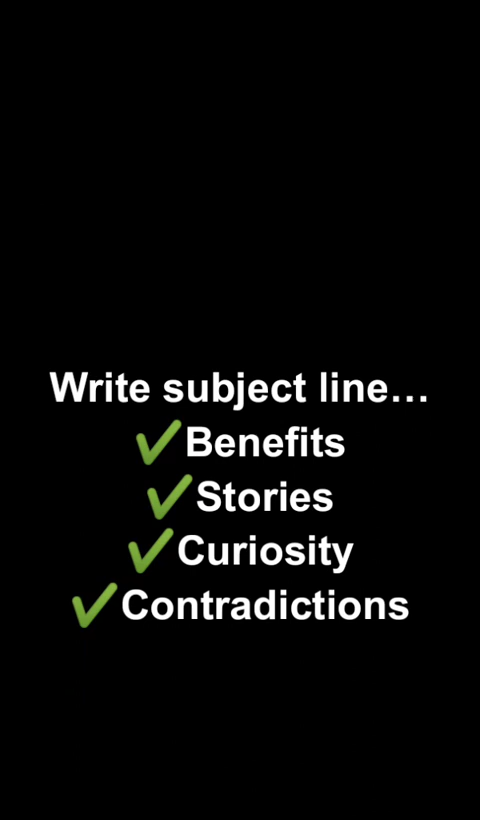 Write subject line…
✔Benefits
✔Stories
✔Curiosity
✔Contradictions